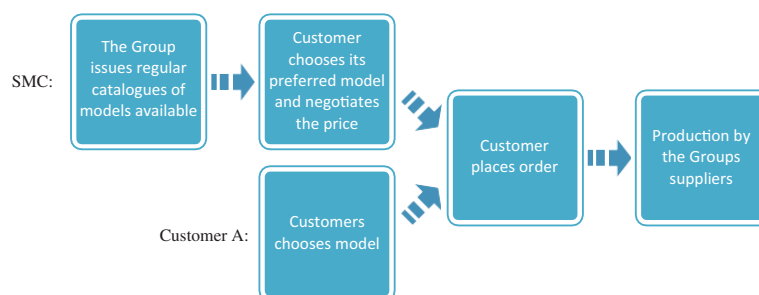 SMC:
The Group
issues regular
catalogues of
models available
Customer
chooses its
preferred model
and negotiates
the price
Customer
places order
Production by
the Groups
suppliers
Customer A:
Customers
chooses model